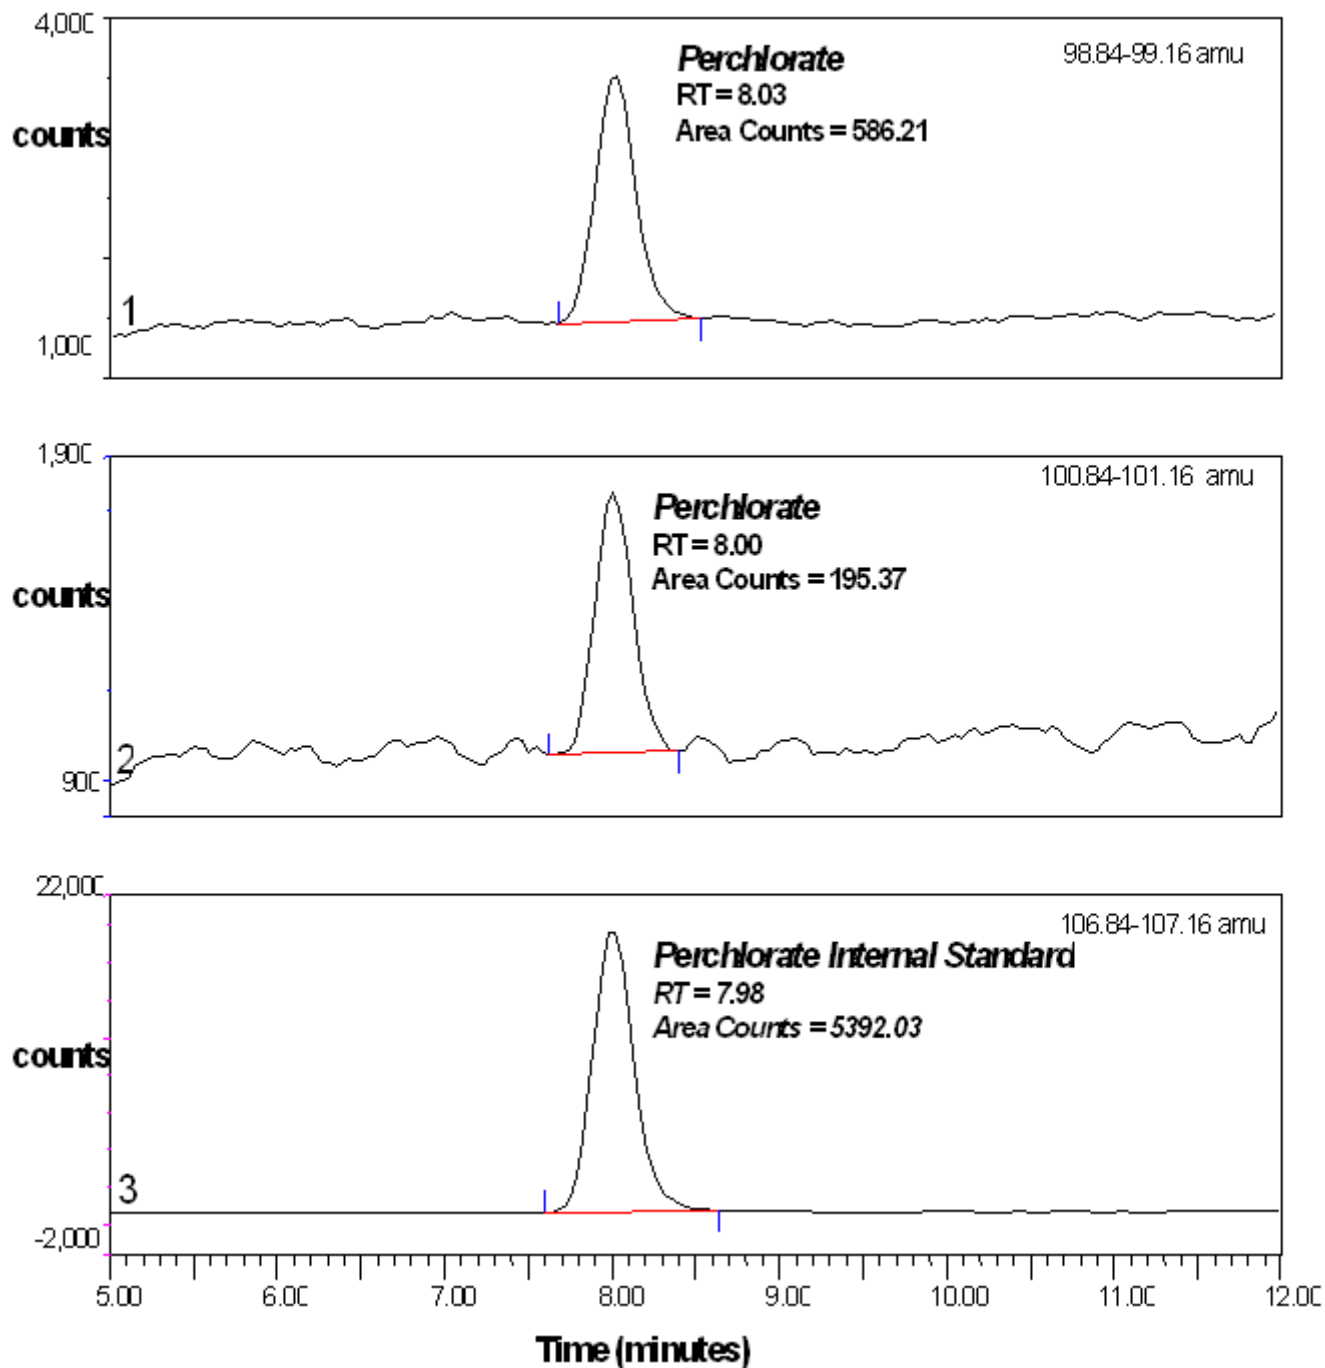 4,000
98.84-99.16 amu
Perchlorate
RT = 8.03
Area Counts = 586.21
counts
1
1,000
1,900
100.84-101.16 amu
Perchlorate
RT = 8.00
Area Counts = 195.37
counts
2
900
22,000
106.84-107.16 amu
Perchlorate Internal Standard
RT = 7.98
Area Counts = 5392.03
counts
3
-2,000
5.00 6.00 7.00 8.00 9.00 10.00 11.00 12.00
Time (minutes)